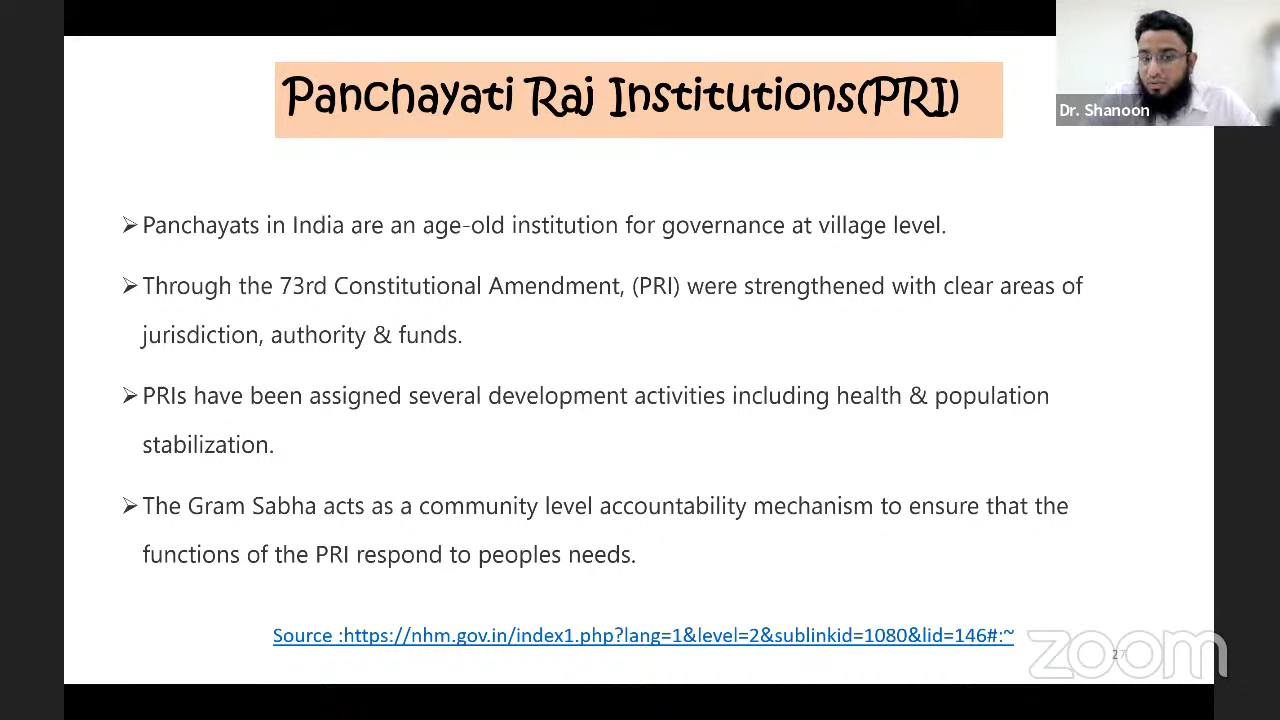 Panchayati Raj Institutions(PRI)
Dr. Shanoon
➢Panchayats in India are an age-old institution for governance at village level.
➢Through the 73rd Constitutional Amendment, (PRI) were strengthened with clear areas of
jurisdiction, authority & funds.
➢PRIs have been assigned several development activities including health & population
stabilization.
➢The Gram Sabha acts as a community level accountability mechanism to ensure that the
functions of the PRI respond to peoples needs.
Source :https://nhm.gov.in/index1.php?lang=1&level=2&sublinkid=1080&lid=146#:~
27
zoom